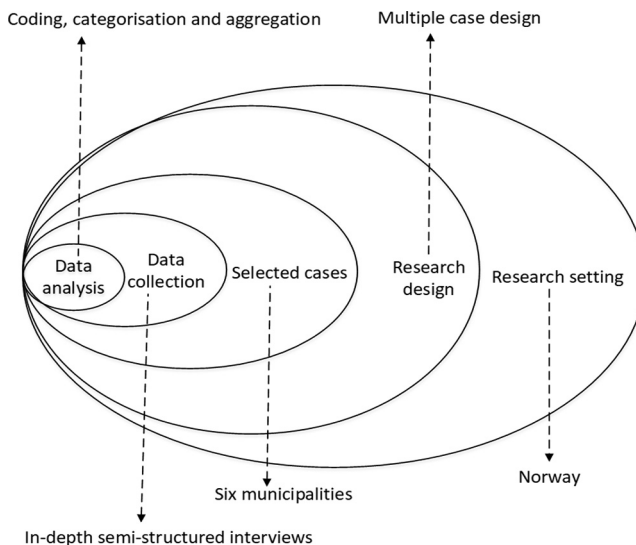 Coding, categorisation and aggregation
Multiple case design
Data
analysis
Data
collection
Selected cases
Research
design
Research setting
Six municipalities
Norway
In-depth semi-structured interviews